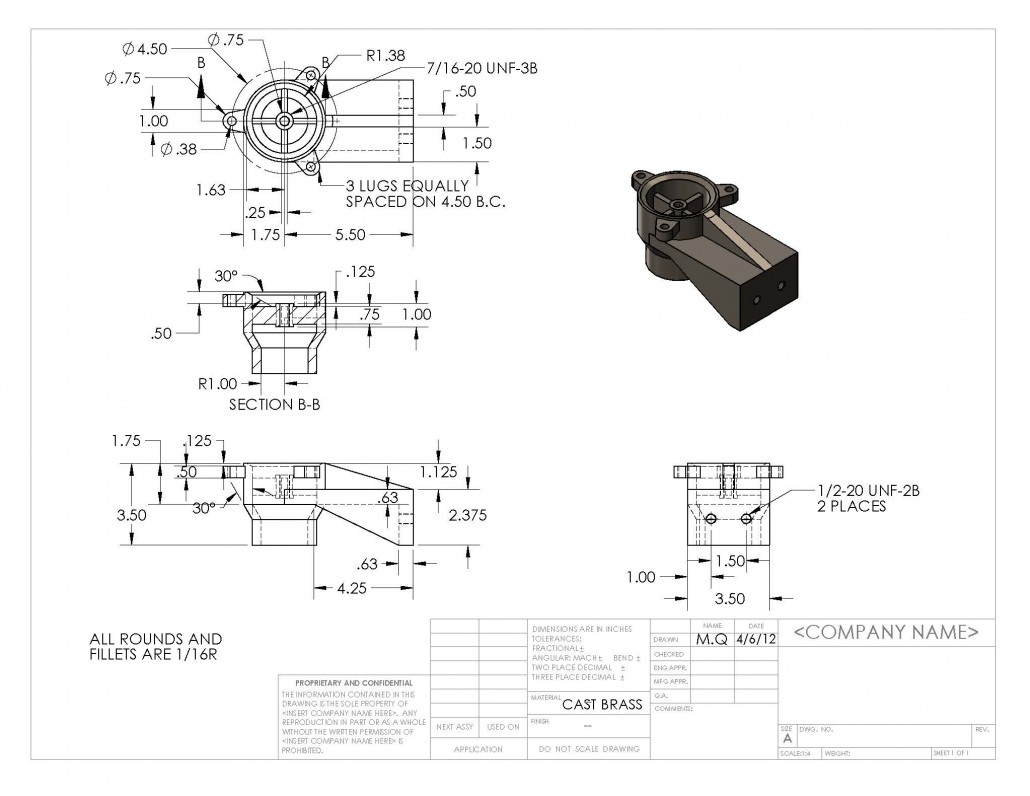 ∅.75
∅4.50
B
B
R1.38
7/16-20 UNF-3B
∅.75
.50
1.00
1.50
∅.38
3 LUGS EQUALLY
SPACED ON 4.50 B.C.
1.63
.25
1.75
5.50
30°
.125
.75
1.00
.50
R1.00
SECTION B-B
1.75
.125
1.125
.50
.63
30°
3.50
2.375
.63
4.25
1/2-20 UNF-2B
2 PLACES
1.50
1.00
3.50
ALL ROUNDS AND
FILLETS ARE 1/16R
PROPRIETARY AND CONFIDENTIAL
THE INFORMATION CONTAINED IN THIS
DRAWING IS THE SOLE PROPERTY OF
<INSERT COMPANY NAME HERE>. ANY
REPRODUCTION IN PART OR AS A WHOLE
WITHOUT THE WRITTEN PERMISSION OF
<INSERT COMPANY NAME HERE> IS
PROHIBITED.
NEXT ASSY
USED ON
APPLICATION
DIMENSIONS ARE IN INCHES
TOLERANCES:
FRACTIONAL±
ANGULAR: MACH± BEND ±
TWO PLACE DECIMAL ±
THREE PLACE DECIMAL ±
MATERIAL
CAST BRASS
FINISH
--
DO NOT SCALE DRAWING
NAME
DATE
DRAWN
M.Q
4/6/12
CHECKED
ENG APPR.
MFG APPR.
Q.A.
COMMENTS:
<COMPANY NAME>
SIZE
A
DWG. NO.
REV.
SCALE:1:4
WEIGHT:
SHEET 1 OF 1